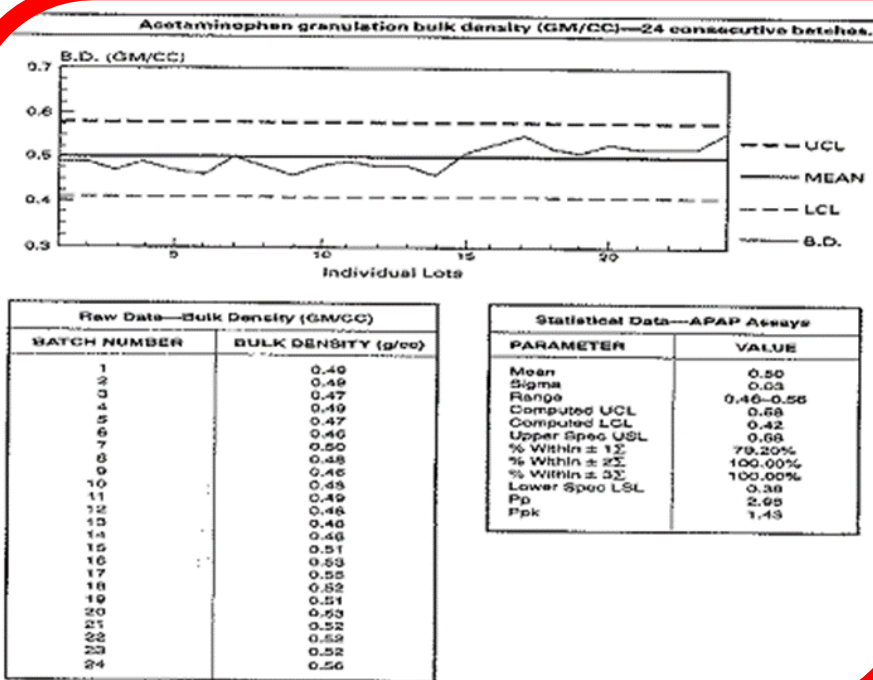 Acetaminophen granulation bulk density (GM/CC)—24 consecutive batches.
B.D. (GM/CC)
0.7
0.6
0.5
0.4
0.3
5 10 15 20
Individual Lots
UCL
MEAN
LCL
B.D.
Raw Data—Bulk Density (GM/CC)
BATCH NUMBER BULK DENSITY (g/cc)
1 0.49
2 0.49
3 0.47
4 0.49
5 0.47
6 0.46
7 0.50
8 0.48
9 0.46
10 0.48
11 0.49
12 0.48
13 0.48
14 0.46
15 0.51
16 0.53
17 0.55
18 0.52
19 0.51
20 0.53
21 0.52
22 0.52
23 0.52
24 0.56
Statistical Data—APAP Assays
PARAMETER VALUE
Mean 0.50
Sigma 0.03
Range 0.46–0.56
Computed UCL 0.58
Computed LCL 0.42
Upper Spec USL
% Within ± 1Σ 79.20%
% Within ± 2Σ 100.00%
% Within ± 3Σ 100.00%
Lower Spec LSL 0.38
Pp
Ppk 1.43